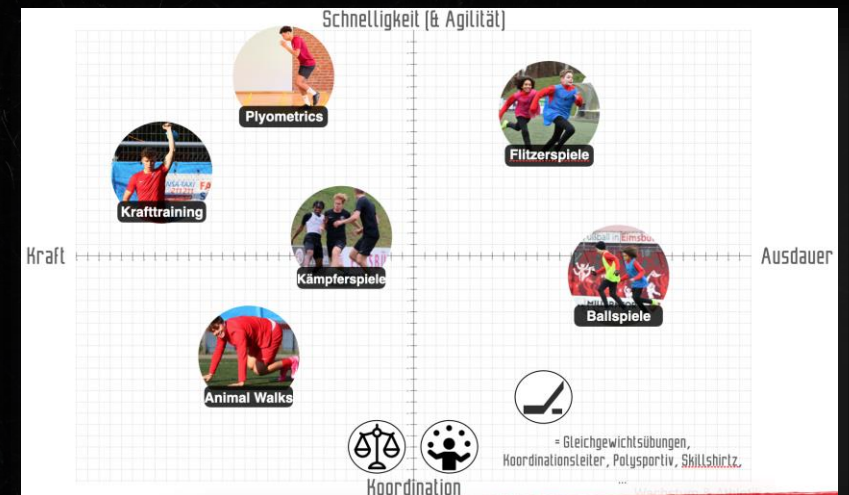 Schnelligkeit (& Agilität)
Plyometrics
Flitzerspiele
Krafttraining
Kraft
Ausdauer
Kämpferspiele
Ballspiele
Animal Walks
= Gleichgewichtsübungen,
Koordinationsleiter, Polysportiv, Skillshirtz,
...
Koordination